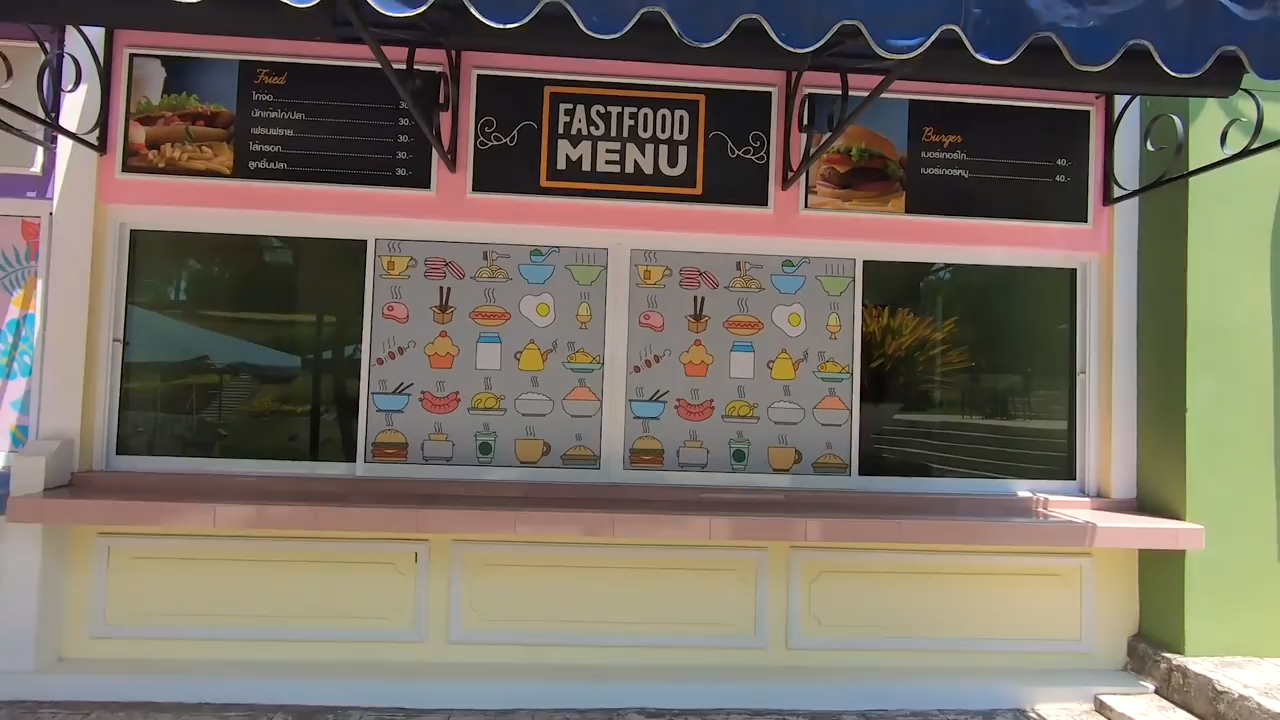 Fried
ไก่จ๊อ 30.-
นักเก็ตไก่/ปลา 30.-
เฟรนฟราย 30.-
ไส้กรอก 30.-
ลูกชิ้นปลา 30.-
FASTFOOD
MENU
Burger
เบอร์เกอร์ไก่ 40.-
เบอร์เกอร์หมู 40.-